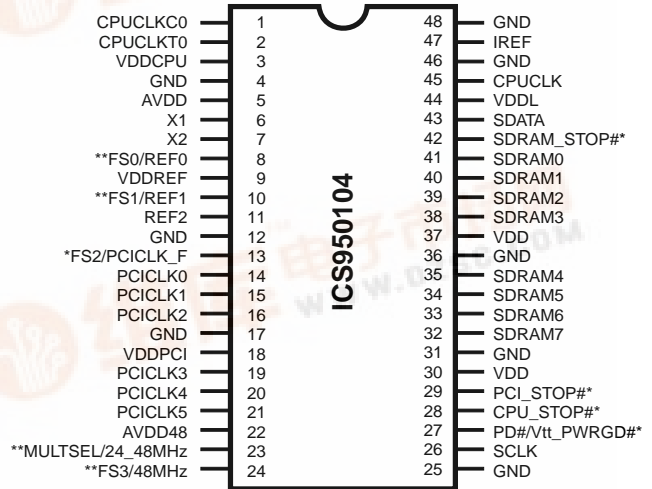 CPUCLKC0 1 48 GND
CPUCLKT0 2 47 IREF
VDDCPU 3 46 GND
GND 4 45 CPUCLK
AVDD 5 44 VDDL
X1 6 43 SDATA
X2 7 42 SDRAM_STOP#*
**FS0/REF0 8 41 SDRAM0
VDDREF 9 40 SDRAM1
**FS1/REF1 10 39 SDRAM2
REF2 11 38 SDRAM3
GND 12 37 VDD
*FS2/PCICLK_F 13 36 GND
PCICLK0 14 35 SDRAM4
PCICLK1 15 34 SDRAM5
PCICLK2 16 33 SDRAM6
GND 17 32 SDRAM7
VDDPCI 18 31 GND
PCICLK3 19 30 VDD
PCICLK4 20 29 PCI_STOP#*
PCICLK5 21 28 CPU_STOP#*
AVDD48 22 27 PD#/Vtt_PWRGD#*
**MULTSEL/24_48MHz 23 26 SCLK
**FS3/48MHz 24 25 GND
ICS950104